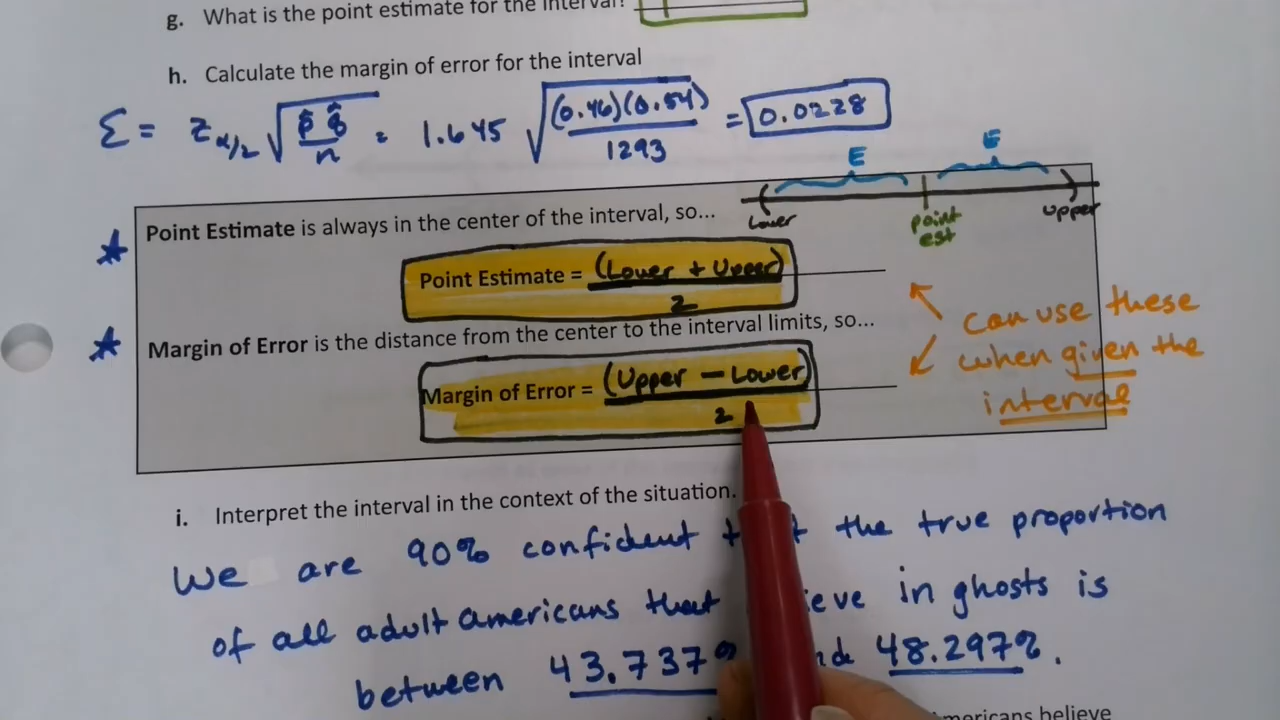 g. What is the point estimate for the interval?
h. Calculate the margin of error for the interval
E = Zα/2 √(p̂ q̂ / n) = 1.645 √((0.46)(0.54) / 1293) = 0.0228
E E
Lower point est Upper
Point Estimate is always in the center of the interval, so...
Point Estimate = (Lower + Upper) / 2
Margin of Error is the distance from the center to the interval limits, so...
Margin of Error = (Upper − Lower) / 2
can use these
when given the
interval
i. Interpret the interval in the context of the situation.
We are 90% confident the true proportion
of all adult americans that in ghosts is
between 43.737% 48.297%.
believe